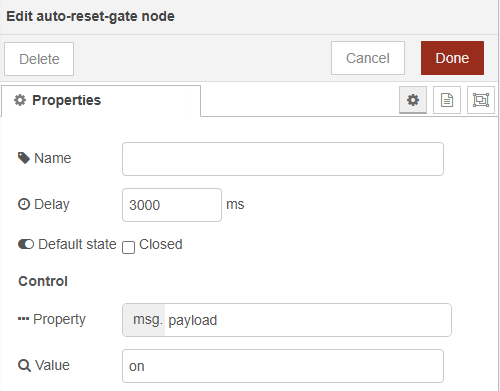 Edit auto-reset-gate node
Delete
Cancel
Done
Properties
Name
Delay
3000
ms
Default state
Closed
Control
Property
msg. payload
Value
on